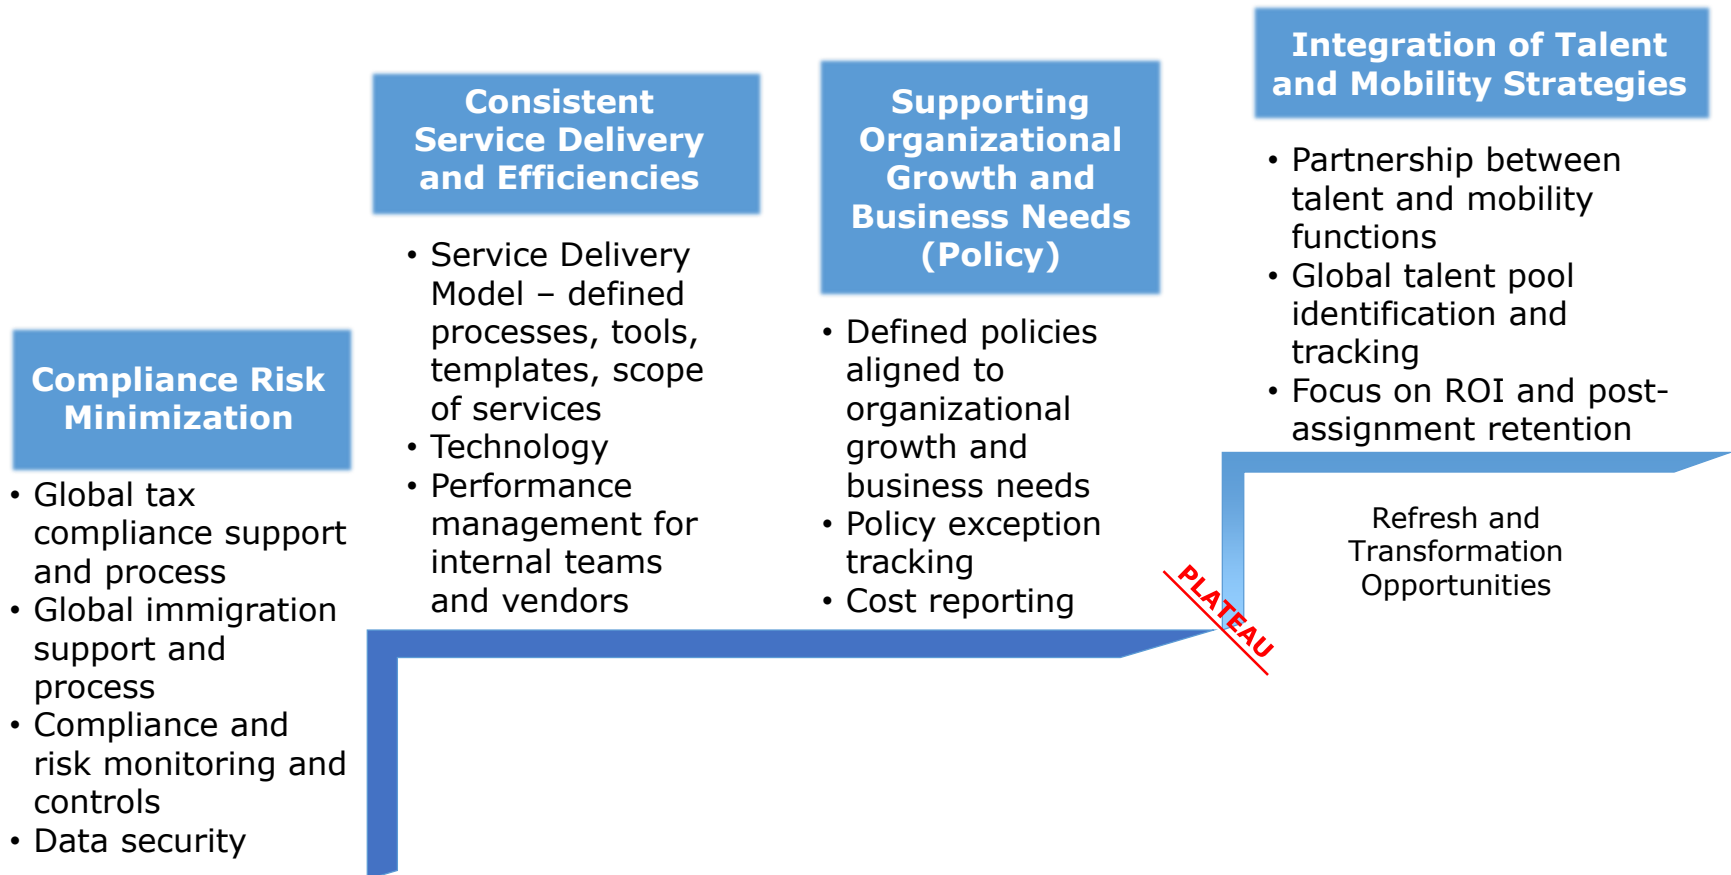 Compliance Risk
Minimization
• Global tax
compliance support
and process
• Global immigration
support and
process
• Compliance and
risk monitoring and
controls
• Data security
Consistent
Service Delivery
and Efficiencies
• Service Delivery
Model – defined
processes, tools,
templates, scope
of services
• Technology
• Performance
management for
internal teams
and vendors
Supporting
Organizational
Growth and
Business Needs
(Policy)
• Defined policies
aligned to
organizational
growth and
business needs
• Policy exception
tracking
• Cost reporting
PLATEAU
Integration of Talent
and Mobility Strategies
• Partnership between
talent and mobility
functions
• Global talent pool
identification and
tracking
• Focus on ROI and post-
assignment retention
Refresh and
Transformation
Opportunities